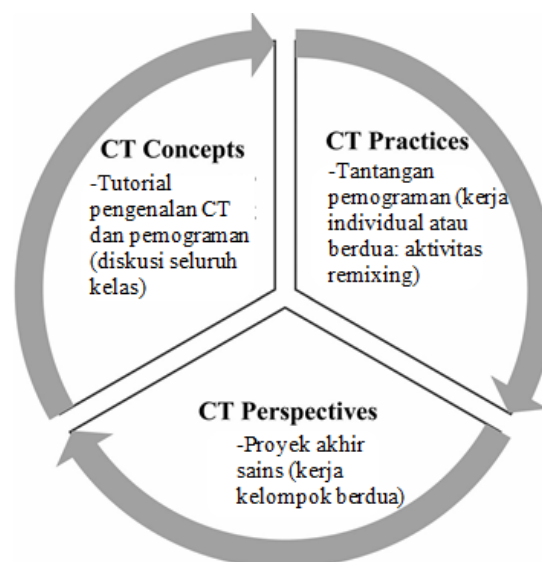 CT Concepts
-Tutorial
pengenalan CT
dan pemograman
(diskusi seluruh
kelas)
CT Practices
-Tantangan
pemograman (kerja
individual atau
berdua: aktivitas
remixing)
CT Perspectives
-Proyek akhir
sains (kerja
kelompok berdua)